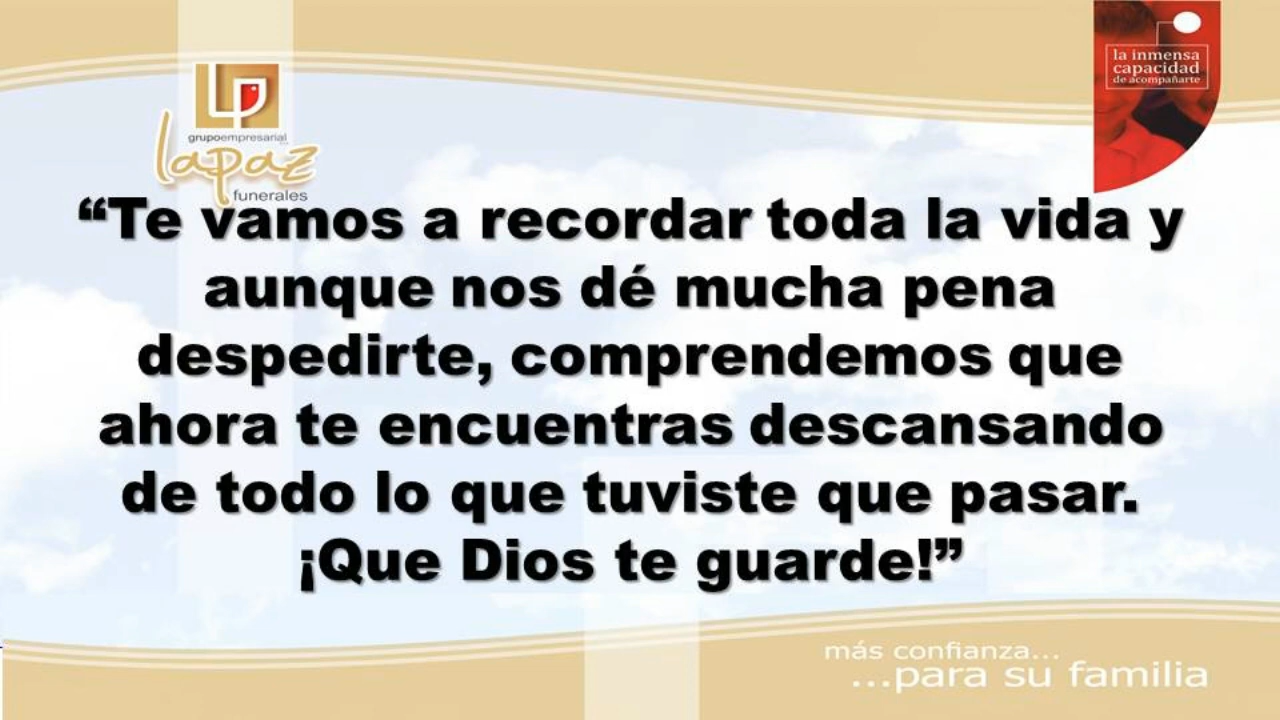 la inmensa
capacidad
de acompañarte
grupoempresarial
lapaz
funerales
“Te vamos a recordar toda la vida y
aunque nos dé mucha pena
despedirte, comprendemos que
ahora te encuentras descansando
de todo lo que tuviste que pasar.
¡Que Dios te guarde!”
más confianza...
...para su familia